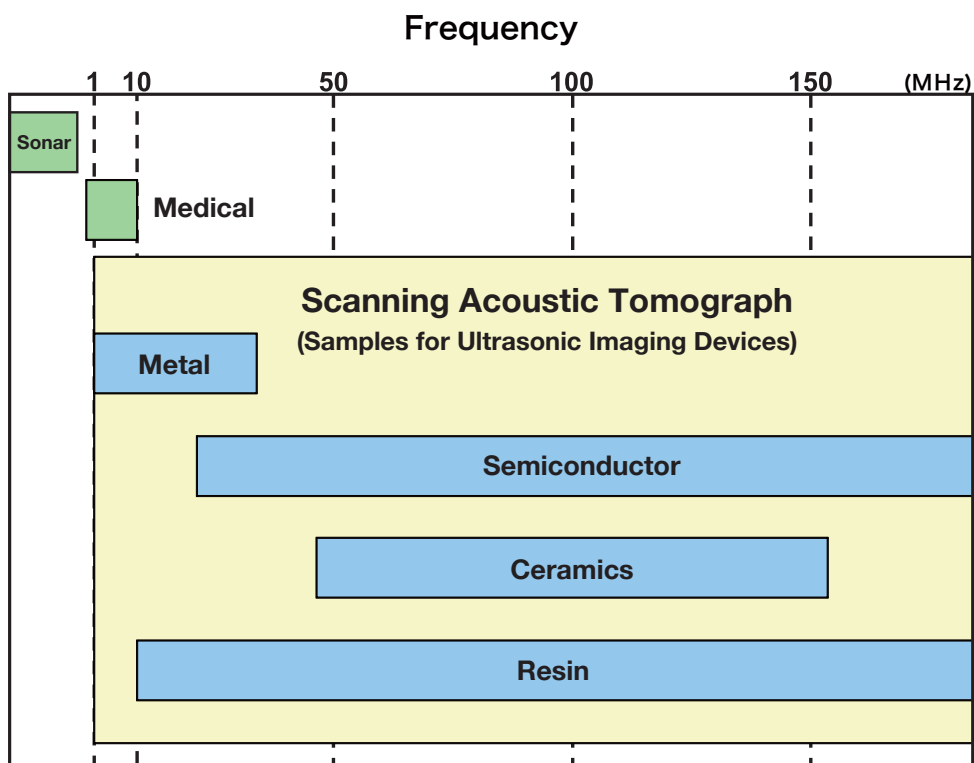 Frequency
1 10 50 100 150 (MHz)
Sonar
Medical
Scanning Acoustic Tomograph
(Samples for Ultrasonic Imaging Devices)
Metal
Semiconductor
Ceramics
Resin